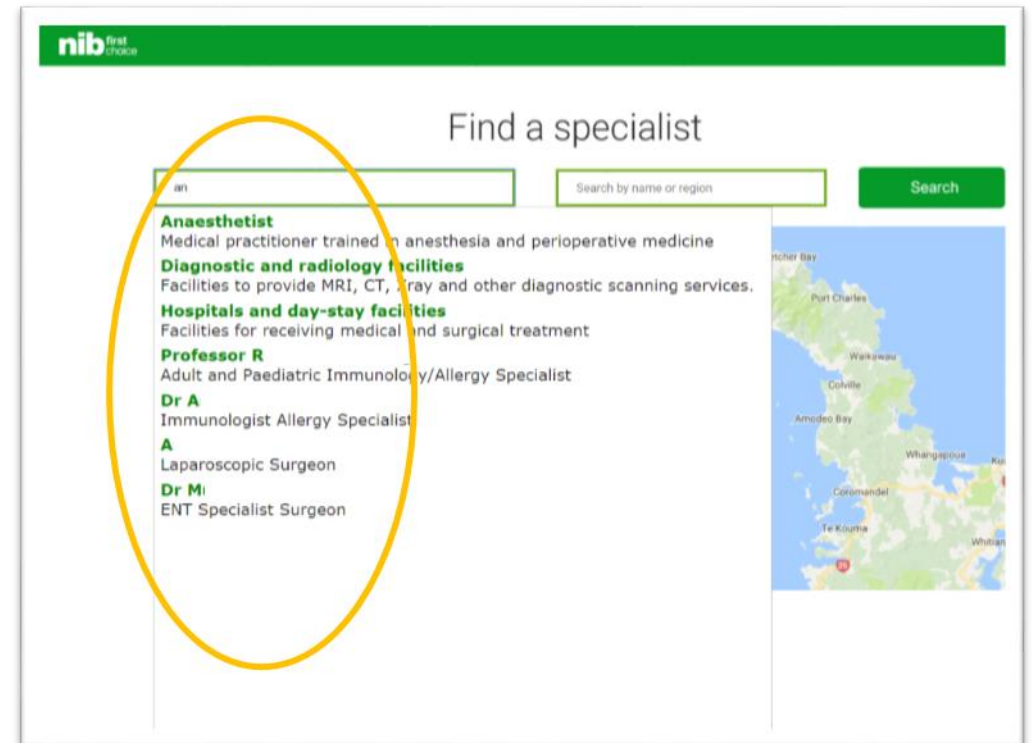 nib first choice
Find a specialist
an
Search by name or region
Search
Anaesthetist
Medical practitioner trained in anesthesia and perioperative medicine
Diagnostic and radiology facilities
Facilities to provide MRI, CT, Xray and other diagnostic scanning services.
Hospitals and day-stay facilities
Facilities for receiving medical and surgical treatment
Professor R
Adult and Paediatric Immunology/Allergy Specialist
Dr A
Immunologist Allergy Specialist
A
Laparoscopic Surgeon
Dr M
ENT Specialist Surgeon
Bay
Port Charles
Waikawau
Colville
Amodeo Bay
Whangapoua
Coromandel
Te Kouma
25